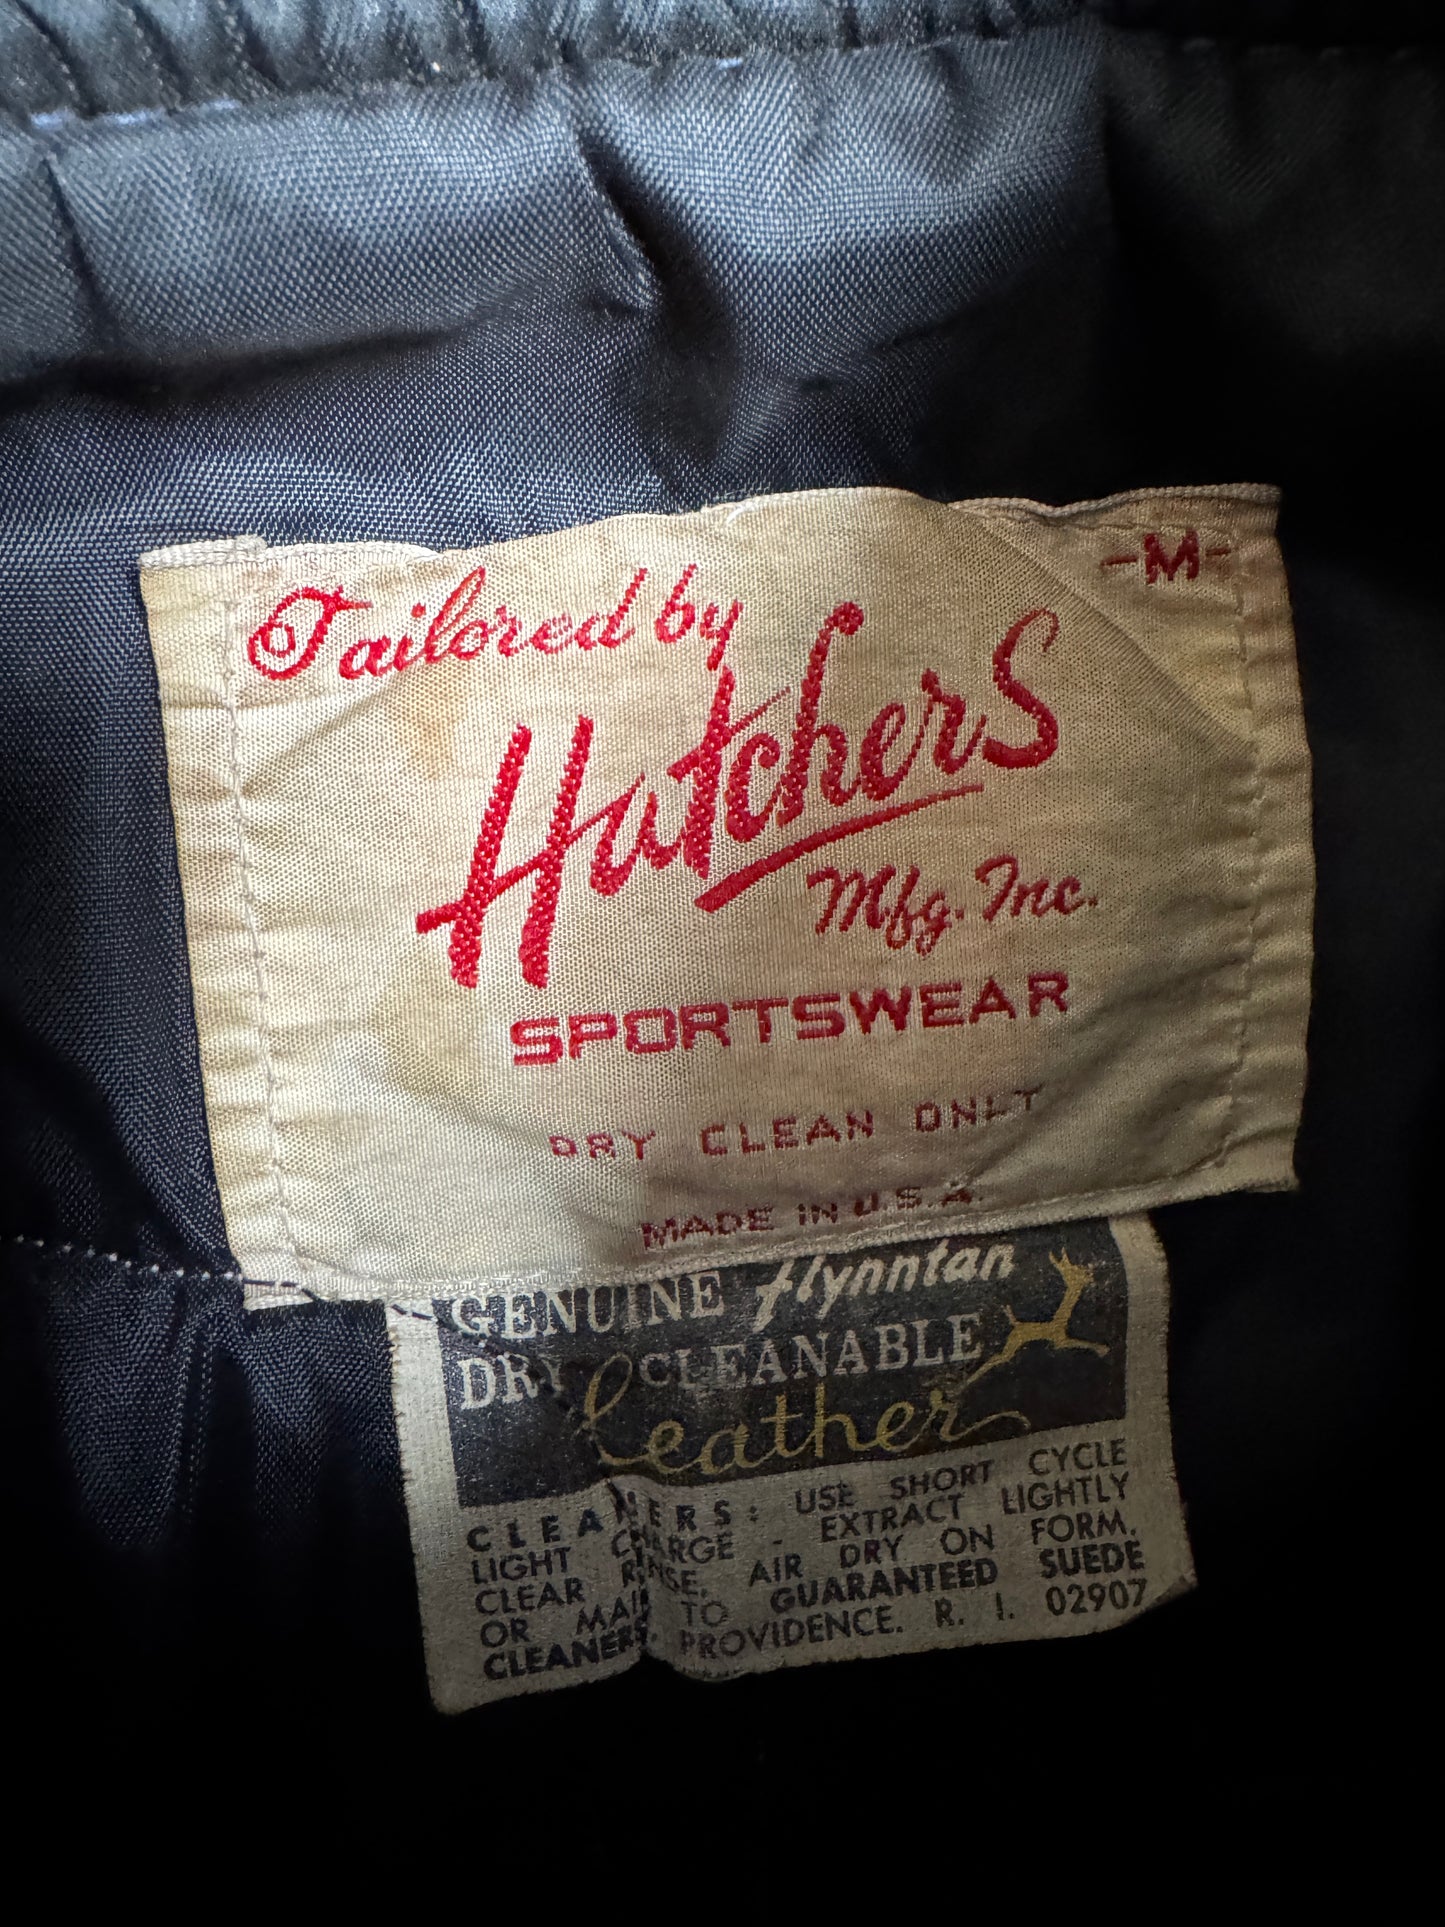 -M-
Tailored by
Hutchers
Mfg. Inc.
SPORTSWEAR
DRY CLEAN ONLY
MADE IN U.S.A.
GENUINE flynntan
DRY CLEANABLE
Leather
CLEANERS: USE SHORT CYCLE
LIGHT CHARGE - EXTRACT LIGHTLY
CLEAR RINSE. AIR DRY ON FORM.
OR MAIL TO GUARANTEED SUEDE
CLEANERS, PROVIDENCE. R. I. 02907